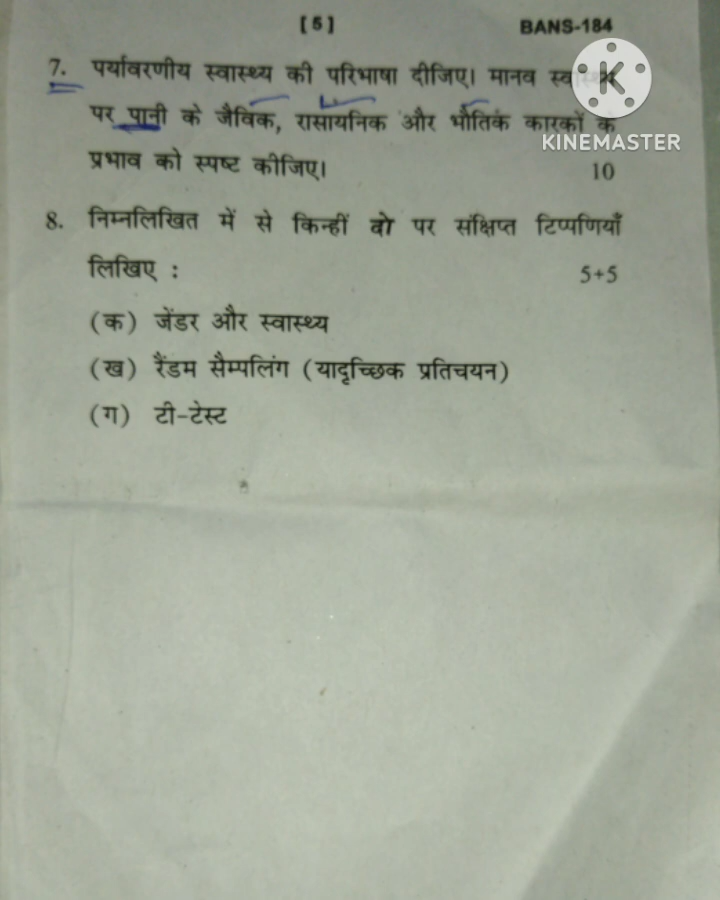 [ 5 ] BANS-184
7. पर्यावरणीय स्वास्थ्य की परिभाषा दीजिए। मानव स्वास्थ्य
पर पानी के जैविक, रासायनिक और भौतिक कारकों के
KINEMASTER
प्रभाव को स्पष्ट कीजिए। 10
8. निम्नलिखित में से किन्हीं दो पर संक्षिप्त टिप्पणियाँ
लिखिए : 5+5
(क) जेंडर और स्वास्थ्य
(ख) रैंडम सैम्पलिंग (यादृच्छिक प्रतिचयन)
(ग) टी-टेस्ट